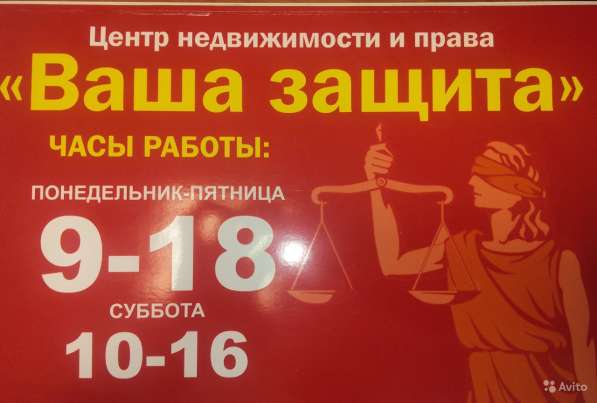 Центр недвижимости и права
«Ваша защита»
ЧАСЫ РАБОТЫ:
ПОНЕДЕЛЬНИК-ПЯТНИЦА
9-18
СУББОТА
10-16
Avito